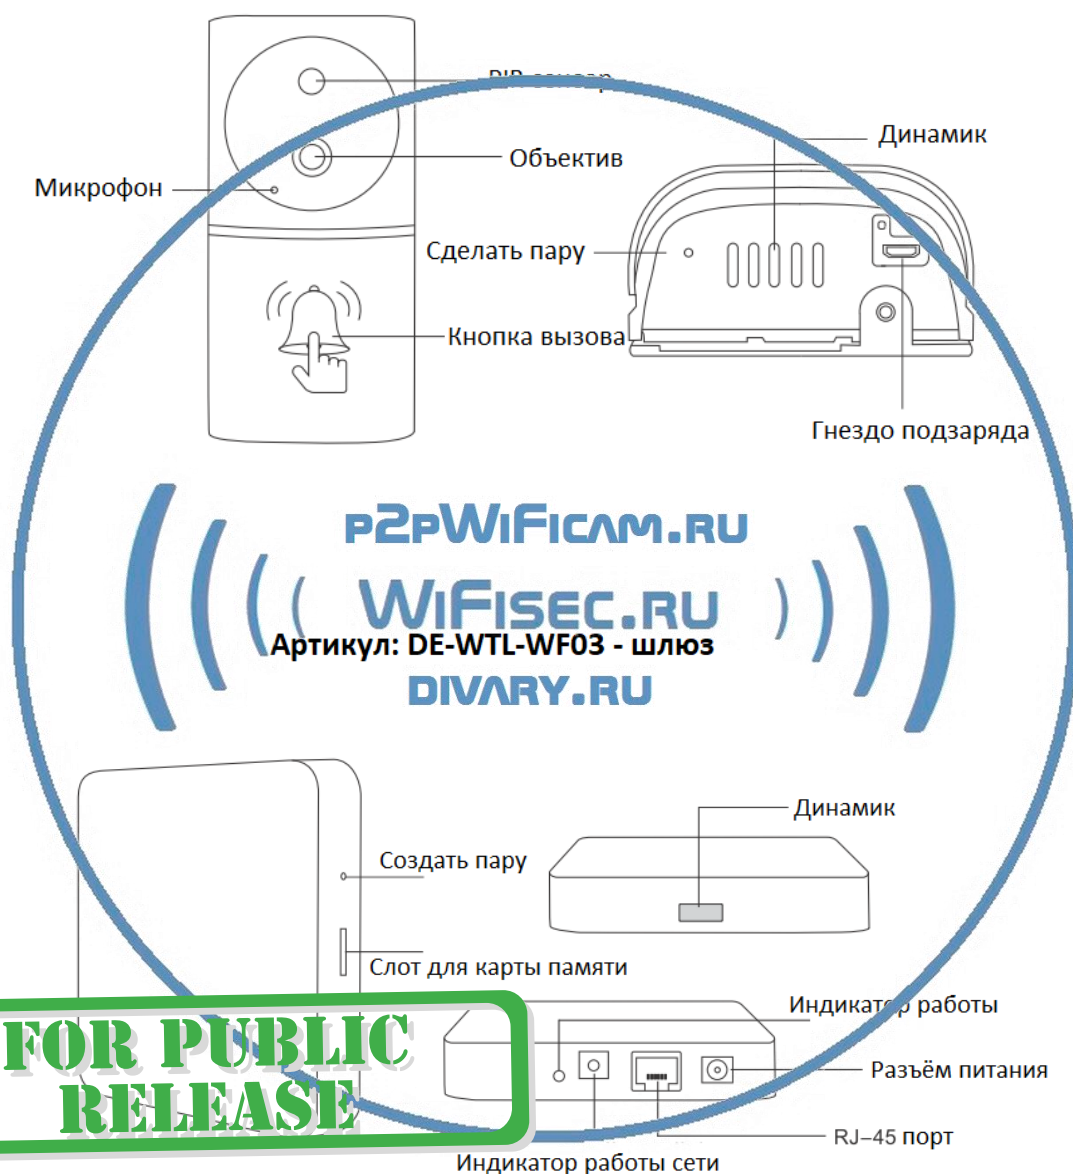 Объектив
Динамик
Микрофон
Сделать пару
Кнопка вызова
Гнездо подзаряда
P2PWIFICAM.RU
WIFISEC.RU
Артикул: DE-WTL-WF03 - шлюз
DIVARY.RU
Динамик
Создать пару
Слот для карты памяти
Индикатор работы
FOR PUBLIC
RELEASE
Разъём питания
RJ-45 порт
Индикатор работы сети